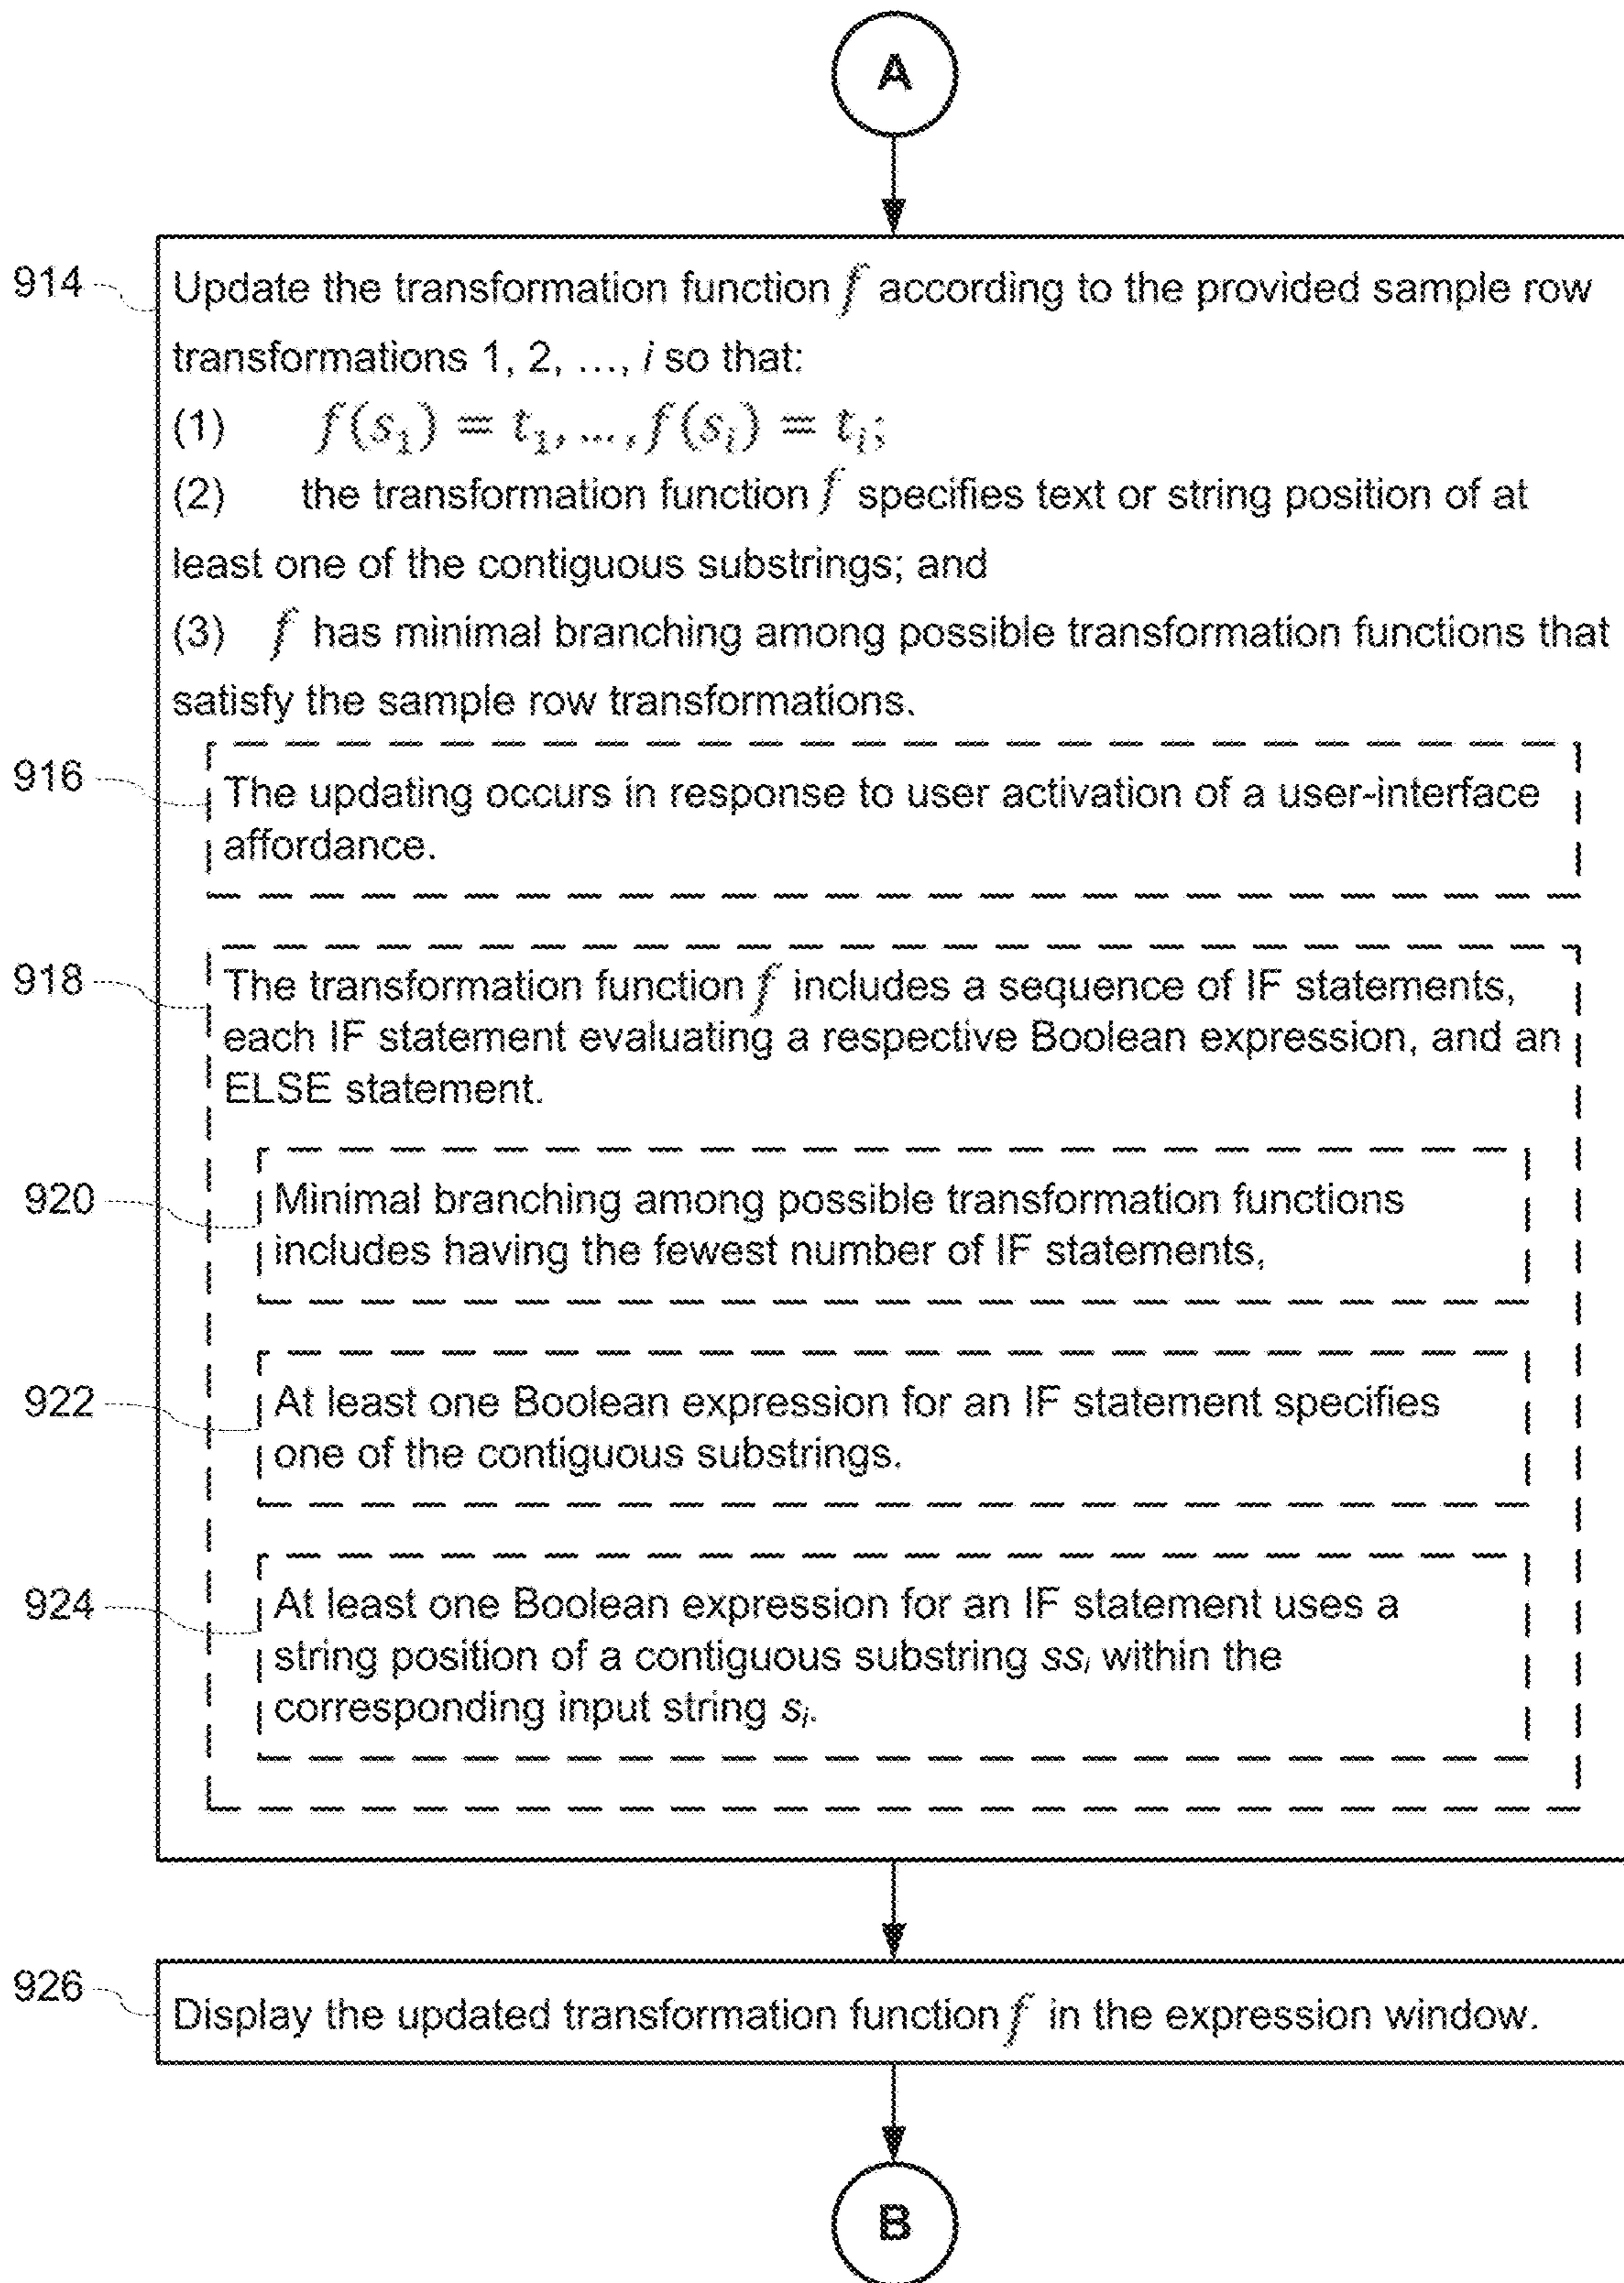 A
914
Update the transformation function f according to the provided sample row
transformations 1, 2, ..., i so that:
(1) f(s₁) = t₁, ..., f(sᵢ) = tᵢ;
(2) the transformation function f specifies text or string position of at
least one of the contiguous substrings; and
(3) f has minimal branching among possible transformation functions that
satisfy the sample row transformations.
916
The updating occurs in response to user activation of a user-interface
affordance.
918
The transformation function f includes a sequence of IF statements,
each IF statement evaluating a respective Boolean expression, and an
ELSE statement.
920
Minimal branching among possible transformation functions
includes having the fewest number of IF statements,
922
At least one Boolean expression for an IF statement specifies
one of the contiguous substrings.
924
At least one Boolean expression for an IF statement uses a
string position of a contiguous substring ssᵢ within the
corresponding input string sᵢ.
926
Display the updated transformation function f in the expression window.
B